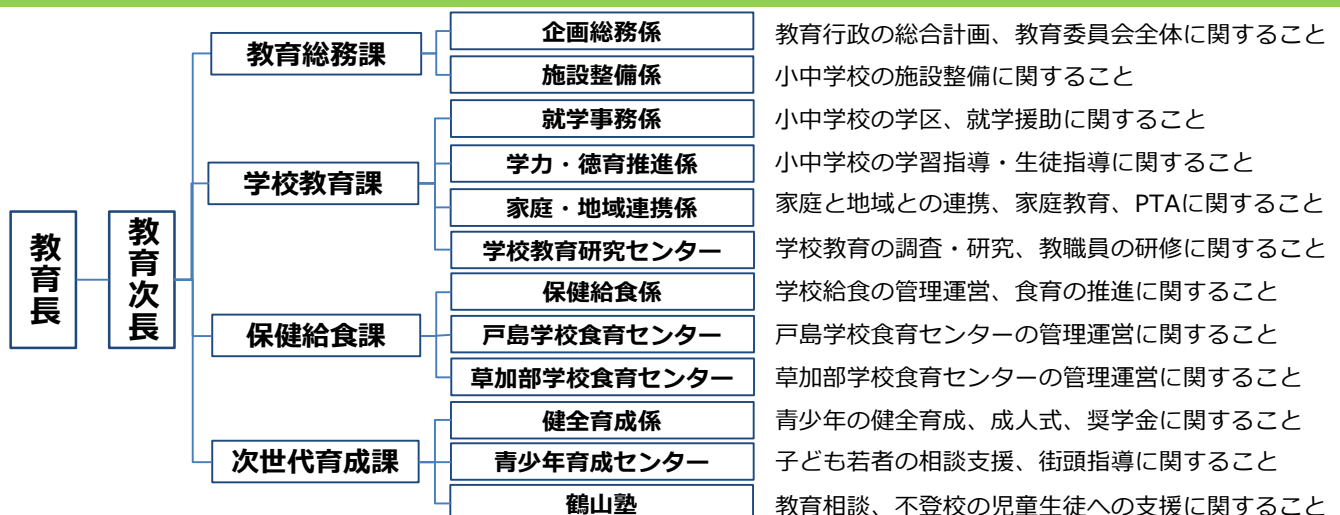 教育長
教育次長
教育総務課
企画総務係 教育行政の総合計画、教育委員会全体に関すること
施設整備係 小中学校の施設整備に関すること
学校教育課
就学事務係 小中学校の学区、就学援助に関すること
学力・徳育推進係 小中学校の学習指導・生徒指導に関すること
家庭・地域連携係 家庭と地域との連携、家庭教育、PTAに関すること
学校教育研究センター 学校教育の調査・研究、教職員の研修に関すること
保健給食課
保健給食係 学校給食の管理運営、食育の推進に関すること
戸島学校食育センター 戸島学校食育センターの管理運営に関すること
草加部学校食育センター 草加部学校食育センターの管理運営に関すること
次世代育成課
健全育成係 青少年の健全育成、成人式、奨学金に関すること
青少年育成センター 子ども若者の相談支援、街頭指導に関すること
鶴山塾 教育相談、不登校の児童生徒への支援に関すること